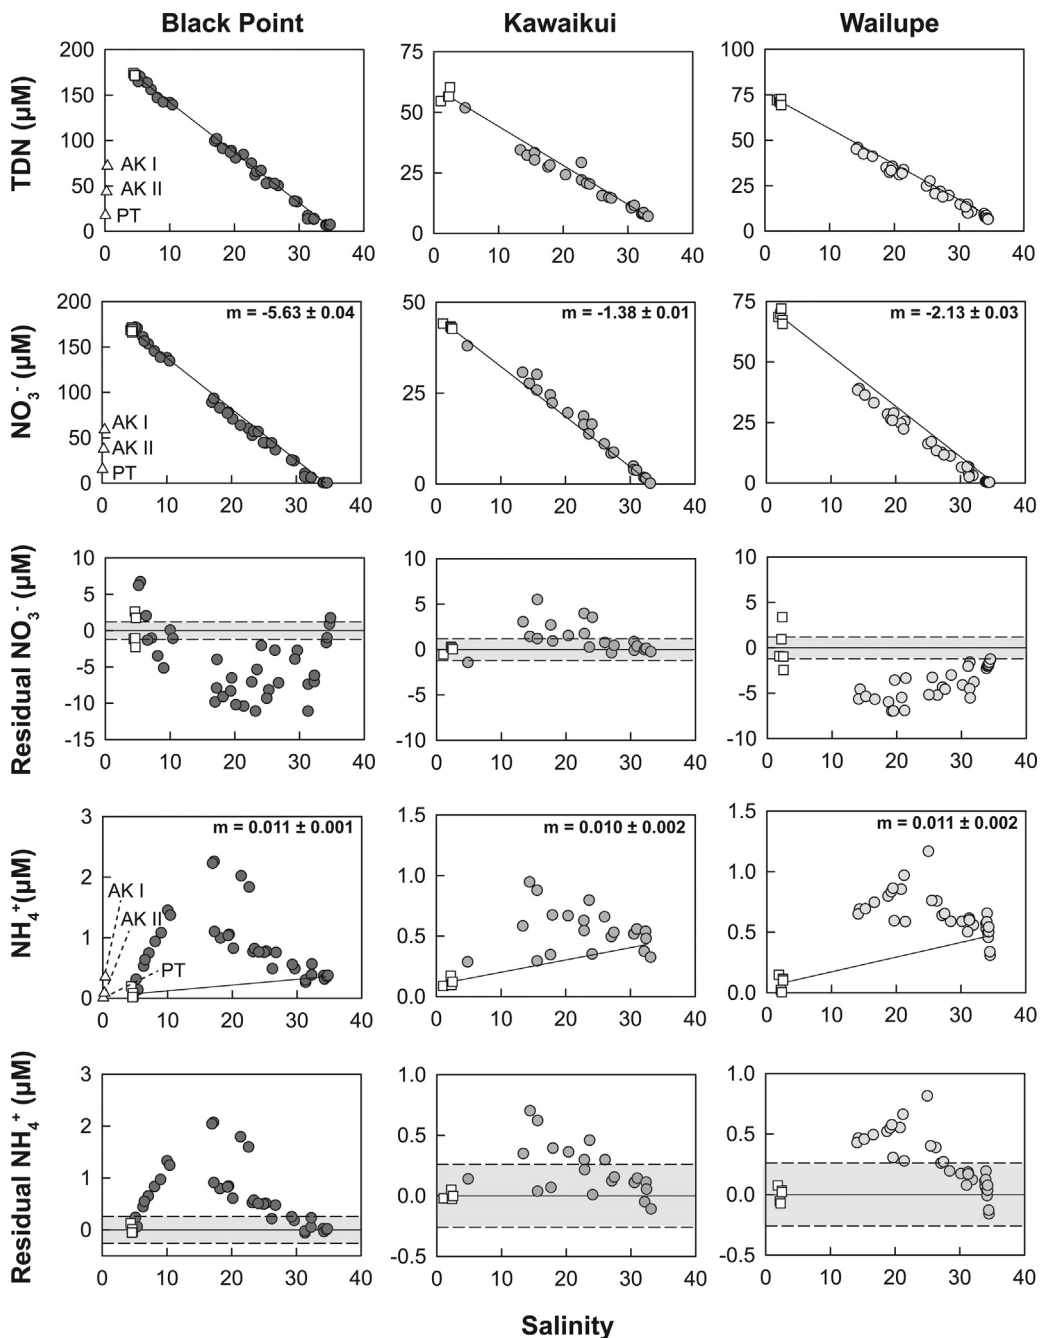 Black Point Kawaikui Wailupe
TDN (µM)
200 150 100 50 0
AK I
AK II
PT
0 10 20 30 40
75 50 25 0
0 10 20 30 40
100 75 50 25 0
0 10 20 30 40
NO₃⁻ (µM)
200 150 100 50 0
m = -5.63 ± 0.04
AK I
AK II
PT
0 10 20 30 40
50 25 0
m = -1.38 ± 0.01
0 10 20 30 40
75 50 25 0
m = -2.13 ± 0.03
0 10 20 30 40
Residual NO₃⁻ (µM)
10 5 0 -5 -10 -15
0 10 20 30 40
10 5 0 -5 -10
0 10 20 30 40
10 5 0 -5 -10
0 10 20 30 40
NH₄⁺(µM)
3 2 1 0
m = 0.011 ± 0.001
AK I
AK II
PT
0 10 20 30 40
1.5 1.0 0.5 0.0
m = 0.010 ± 0.002
0 10 20 30 40
1.5 1.0 0.5 0.0
m = 0.011 ± 0.002
0 10 20 30 40
Residual NH₄⁺ (µM)
3 2 1 0
0 10 20 30 40
1.0 0.5 0.0 -0.5
0 10 20 30 40
1.0 0.5 0.0 -0.5
0 10 20 30 40
Salinity